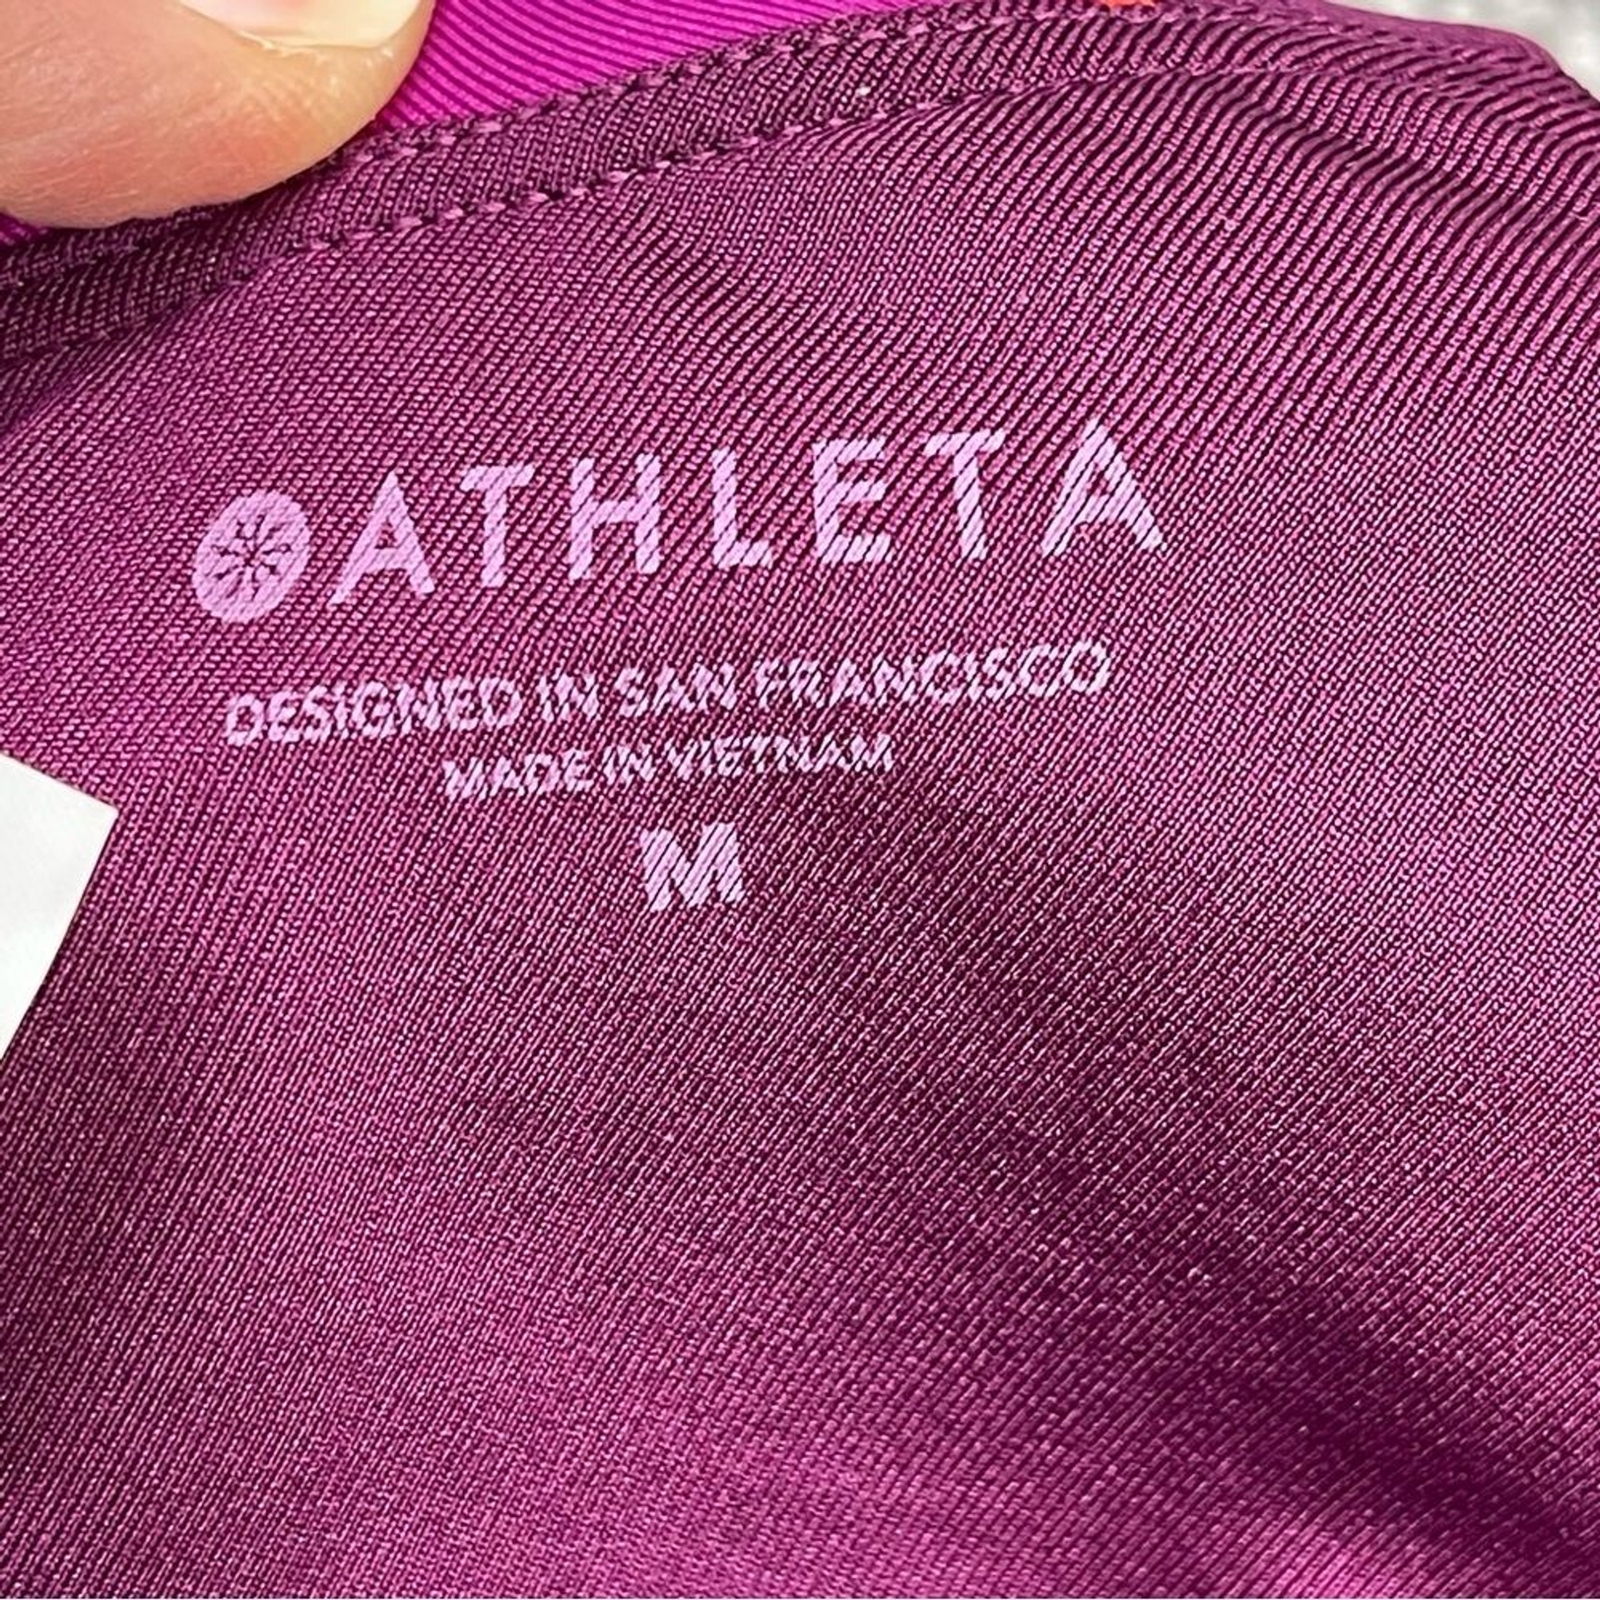 ATHLETA
DESIGNED IN SAN FRANCISCO
MADE IN VIETNAM
M